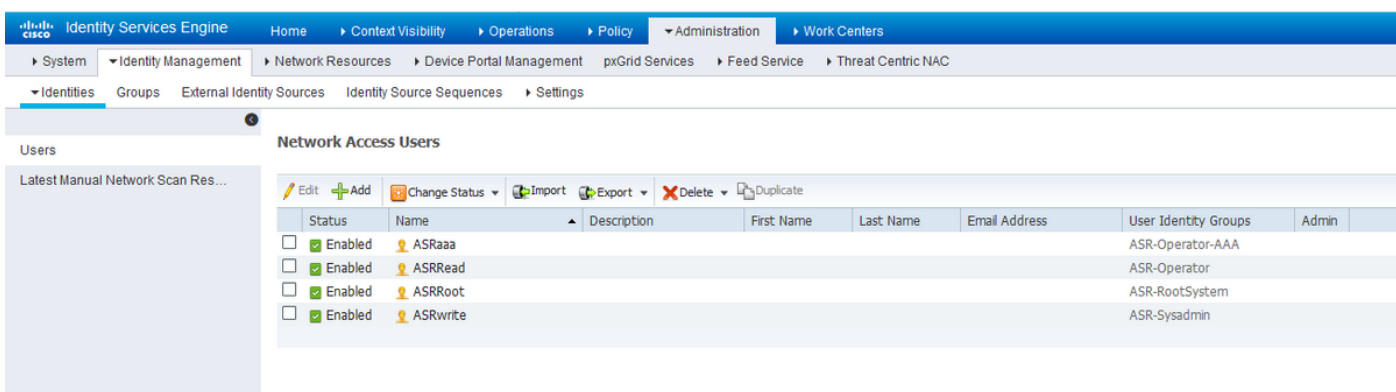 cisco Identity Services Engine Home Context Visibility Operations Policy Administration Work Centers
System Identity Management Network Resources Device Portal Management pxGrid Services Feed Service Threat Centric NAC
Identities Groups External Identity Sources Identity Source Sequences Settings
Users
Latest Manual Network Scan Res...
Network Access Users
Edit Add Change Status Import Export Delete Duplicate
Status Name Description First Name Last Name Email Address User Identity Groups Admin
Enabled ASRaaa ASR-Operator-AAA
Enabled ASRRead ASR-Operator
Enabled ASRRoot ASR-RootSystem
Enabled ASRwrite ASR-Sysadmin